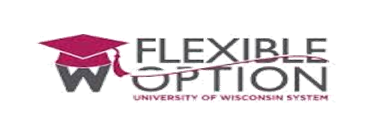 FLEXIBLE
W OPTION
UNIVERSITY OF WISCONSIN SYSTEM